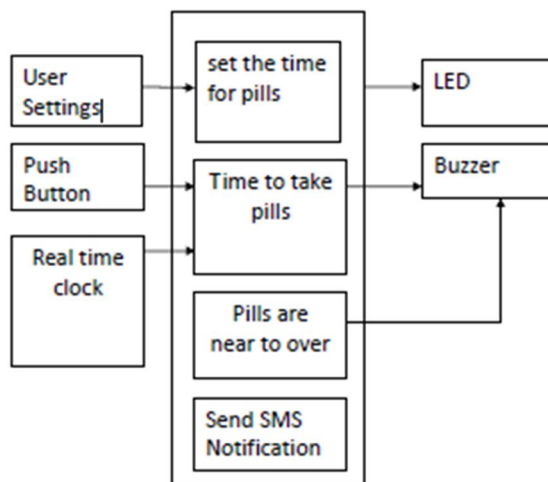 User
Settings
Push
Button
Real time
clock
set the time
for pills
Time to take
pills
Pills are
near to over
Send SMS
Notification
LED
Buzzer